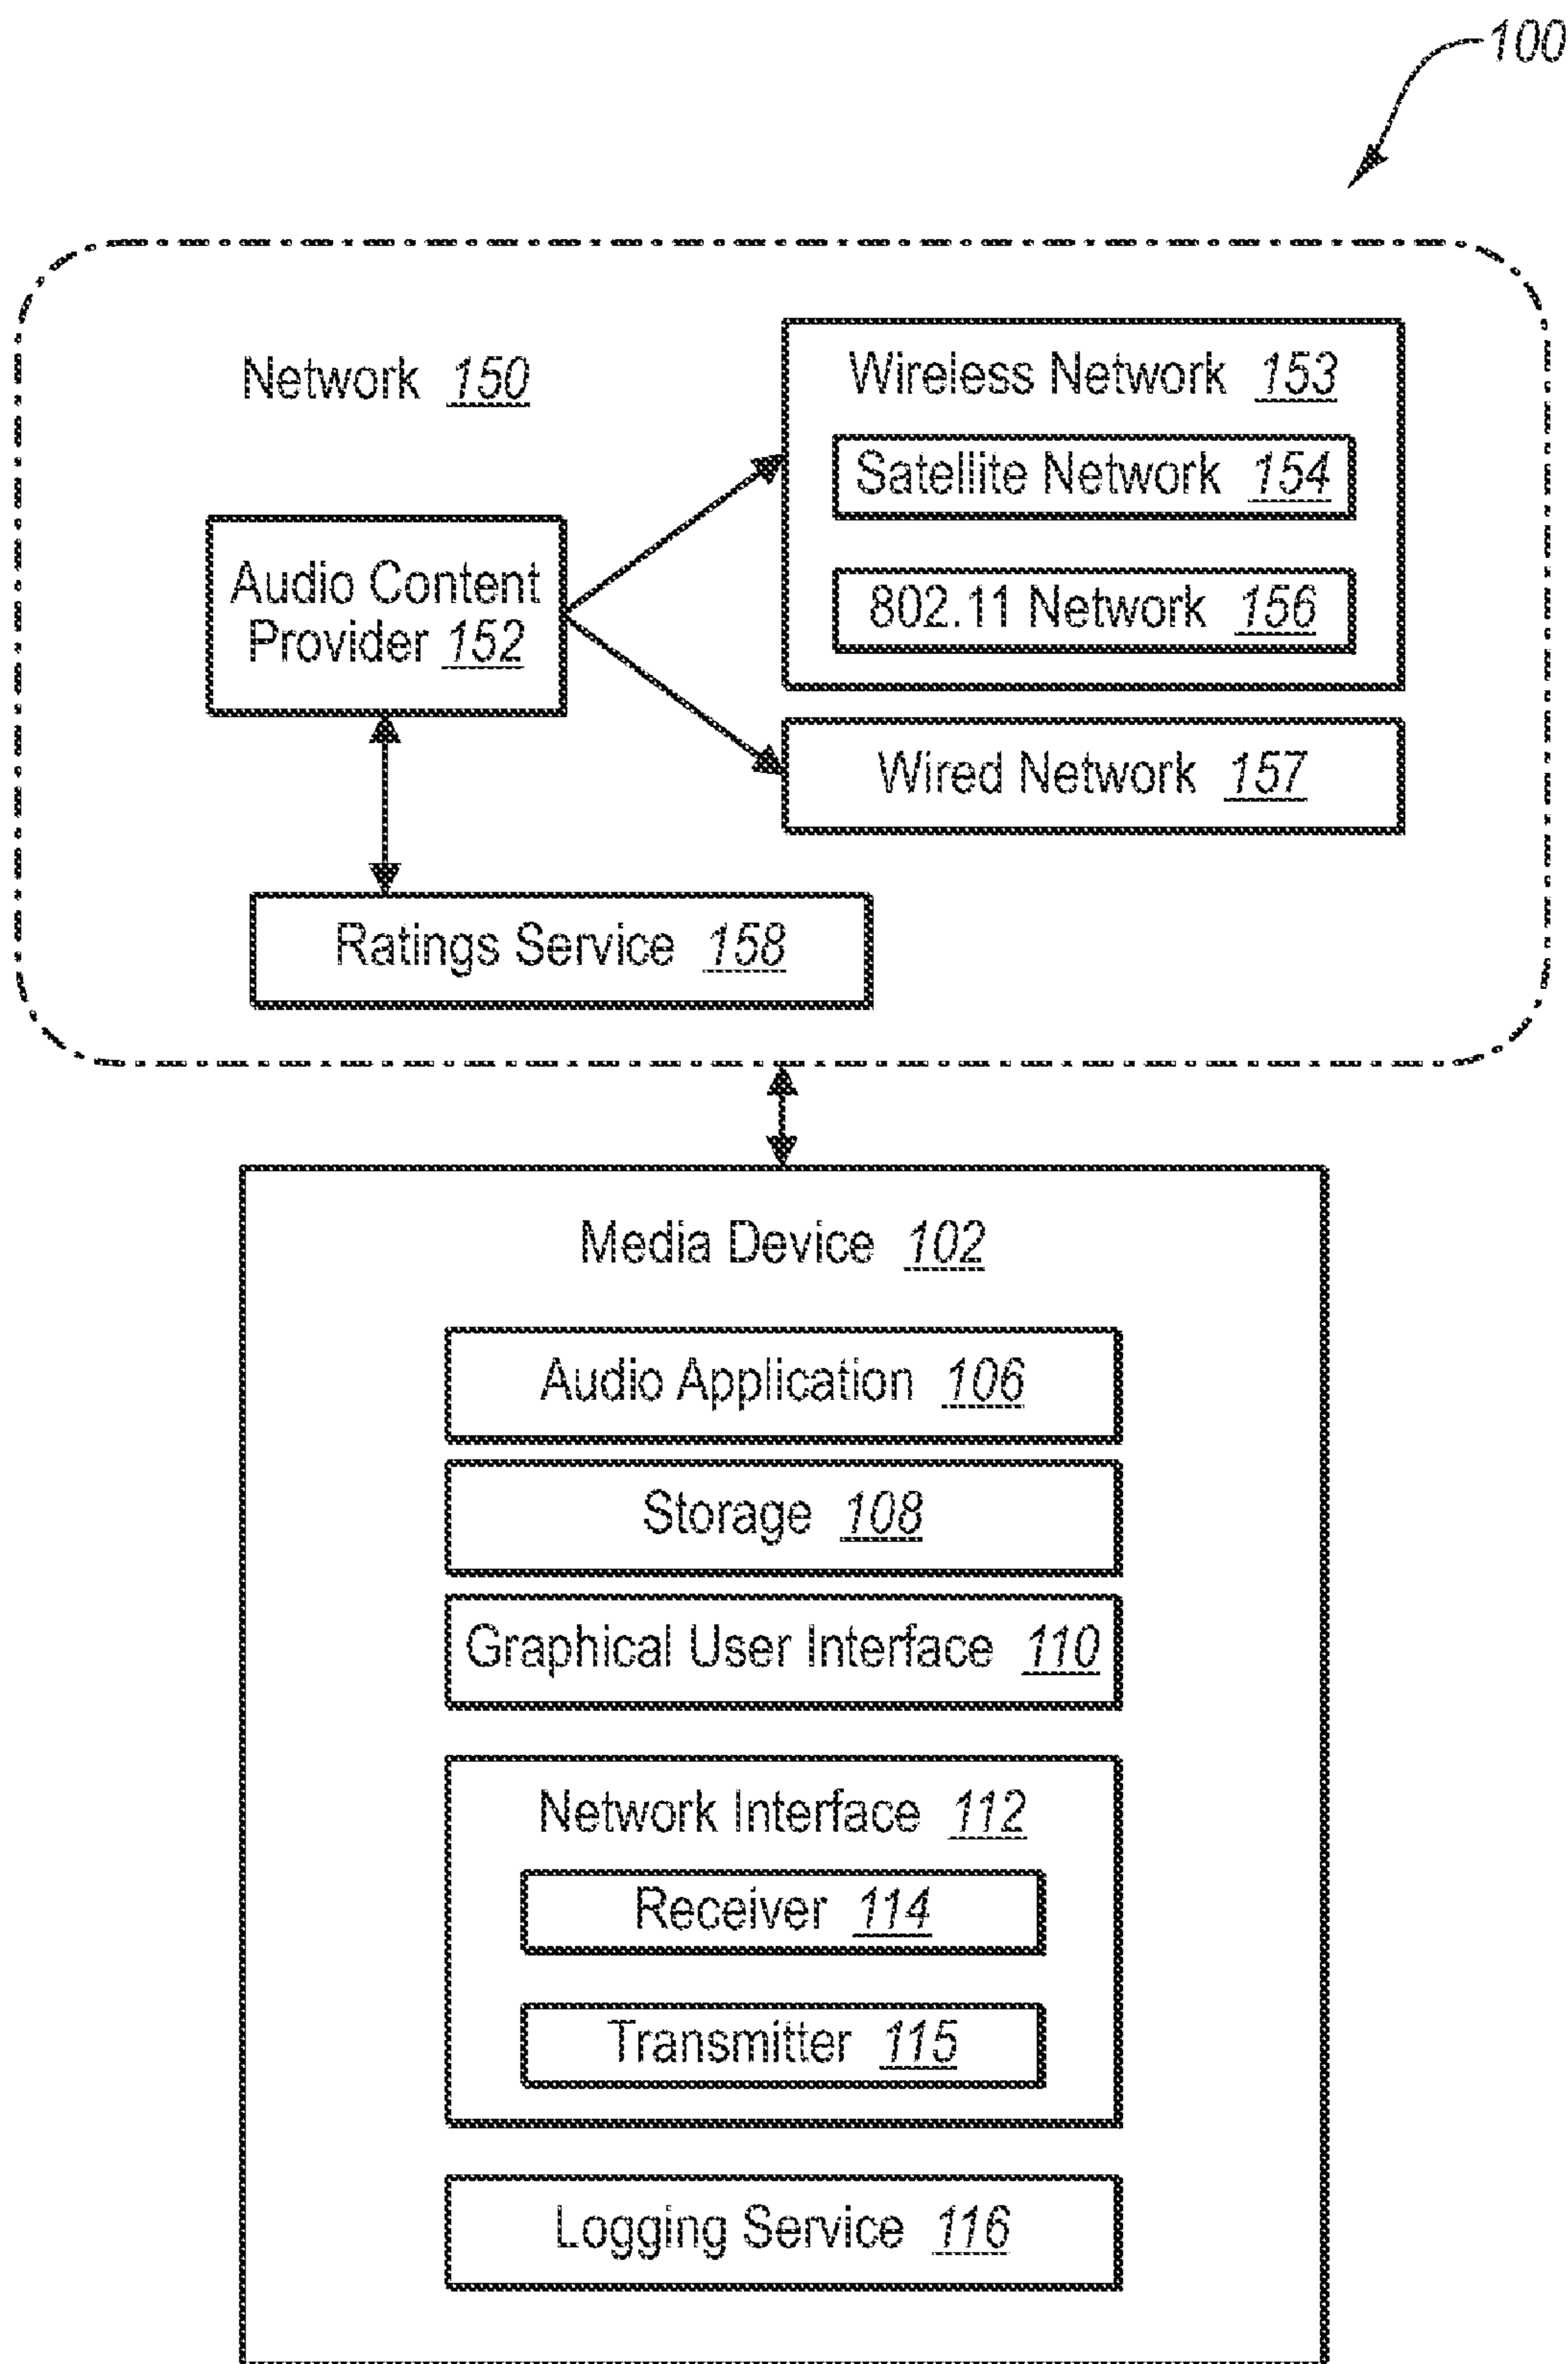 100
Network 150
Wireless Network 153
Satellite Network 154
802.11 Network 156
Audio Content
Provider 152
Wired Network 157
Ratings Service 158
Media Device 102
Audio Application 106
Storage 108
Graphical User Interface 110
Network Interface 112
Receiver 114
Transmitter 115
Logging Service 116